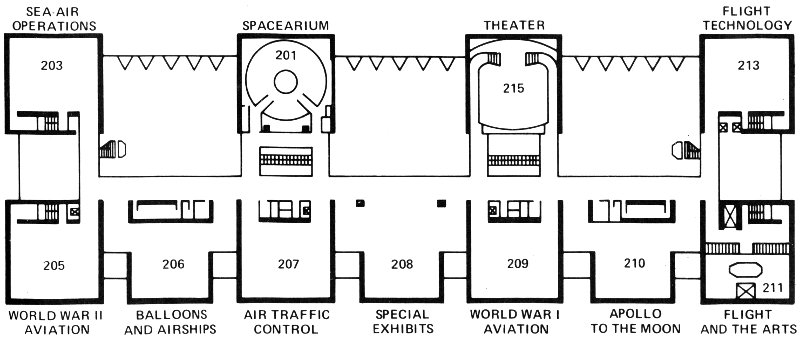 SEA-AIR
OPERATIONS
SPACEARIUM
THEATER
FLIGHT
TECHNOLOGY
203
201
215
213
205
206
207
208
209
210
211
WORLD WAR II
AVIATION
BALLOONS
AND AIRSHIPS
AIR TRAFFIC
CONTROL
SPECIAL
EXHIBITS
WORLD WAR I
AVIATION
APOLLO
TO THE MOON
FLIGHT
AND THE ARTS